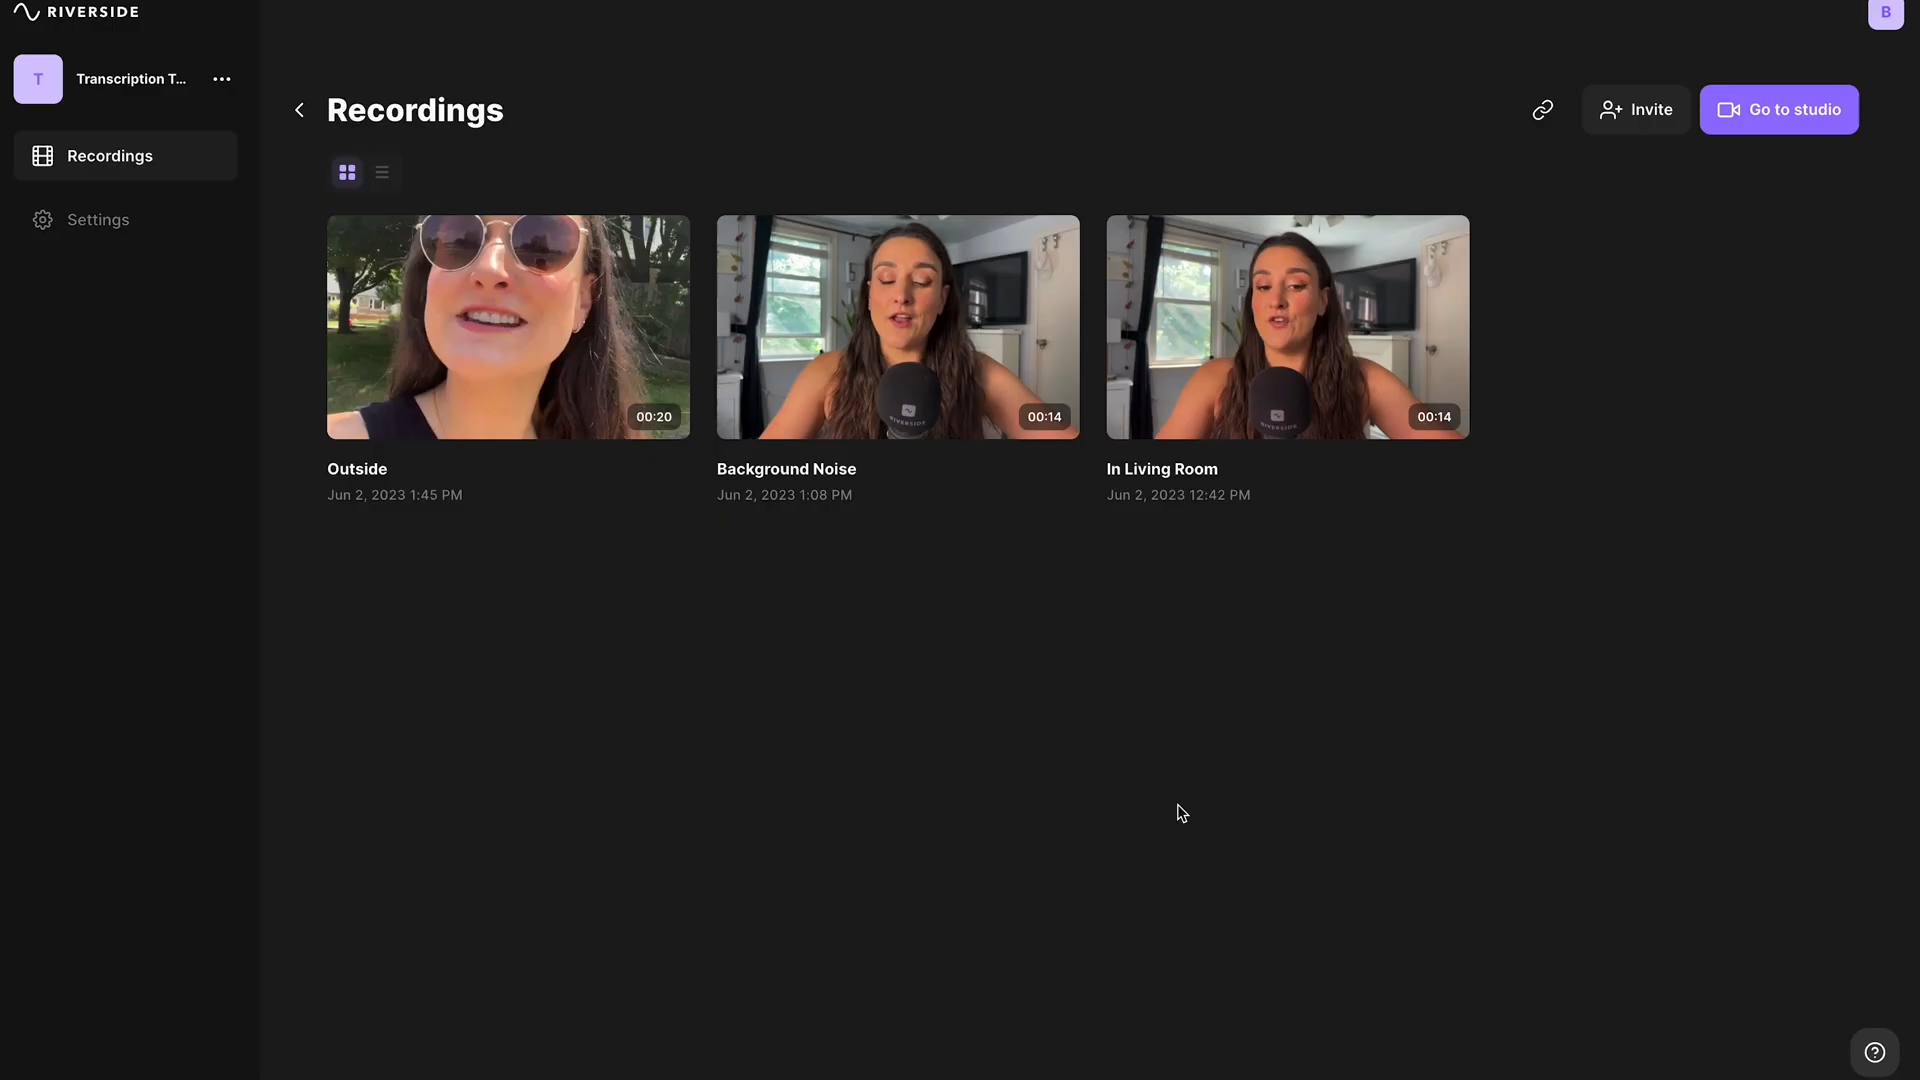 RIVERSIDE
B
T
Transcription T...
Recordings
Settings
Recordings
Invite
Go to studio
00:20
RIVERSIDE
00:14
RIVERSIDE
00:14
Outside
Jun 2, 2023 1:45 PM
Background Noise
Jun 2, 2023 1:08 PM
In Living Room
Jun 2, 2023 12:42 PM